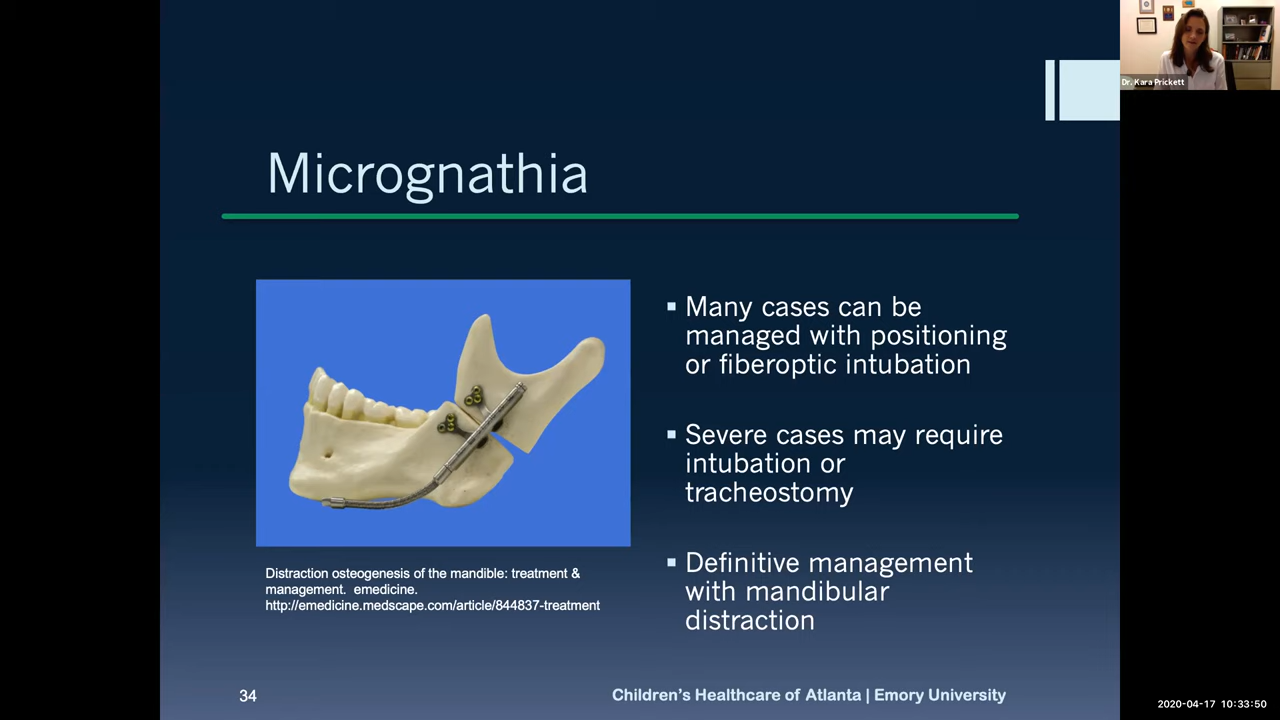 Dr. Kara Prickett
Micrognathia
▪ Many cases can be
managed with positioning
or fiberoptic intubation
▪ Severe cases may require
intubation or
tracheostomy
▪ Definitive management
with mandibular
distraction
Distraction osteogenesis of the mandible: treatment &
management.  emedicine.
http://emedicine.medscape.com/article/844837-treatment
34
Children’s Healthcare of Atlanta | Emory University
2020-04-17 10:33:50